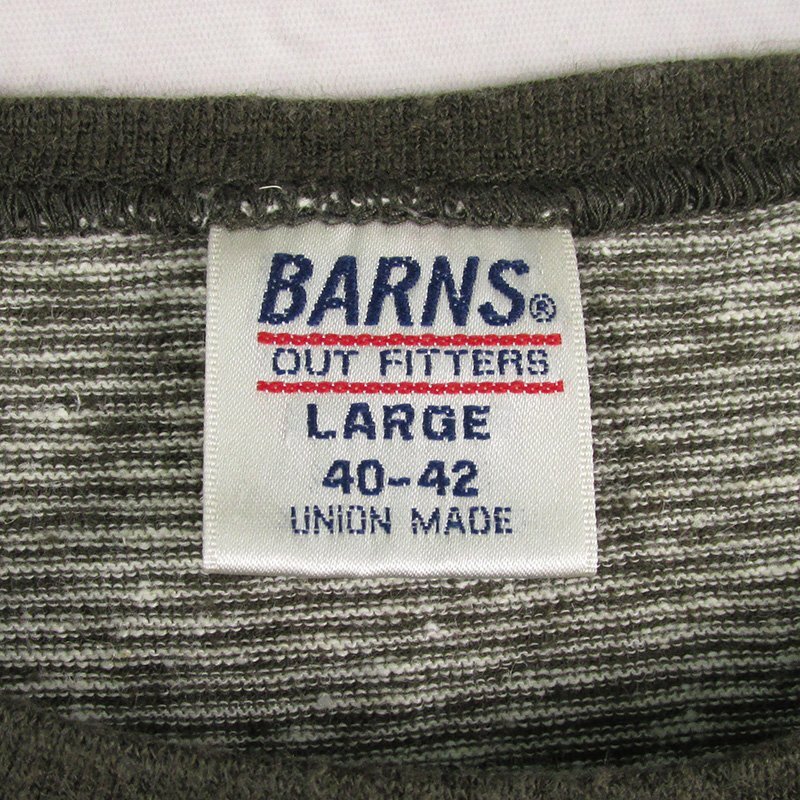 BARNS®
OUT FITTERS
LARGE
40-42
UNION MADE